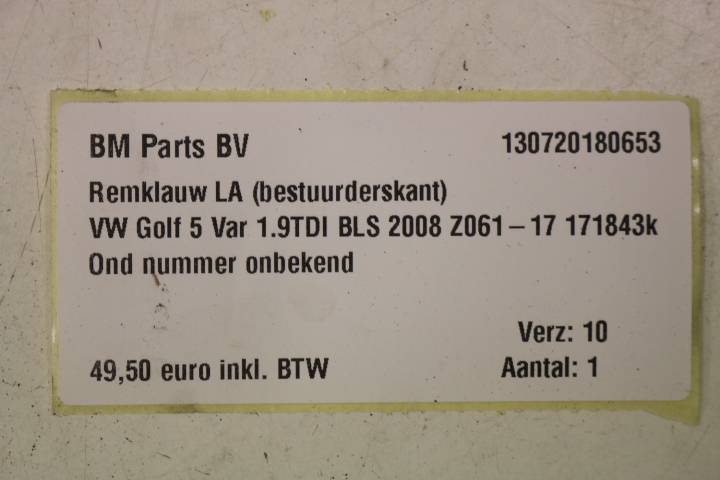 BM Parts BV 130720180653
Remklauw LA (bestuurderskant)
VW Golf 5 Var 1.9TDI BLS 2008 Z061-17 171843k
Ond nummer onbekend
Verz: 10
49,50 euro inkl. BTW Aantal: 1